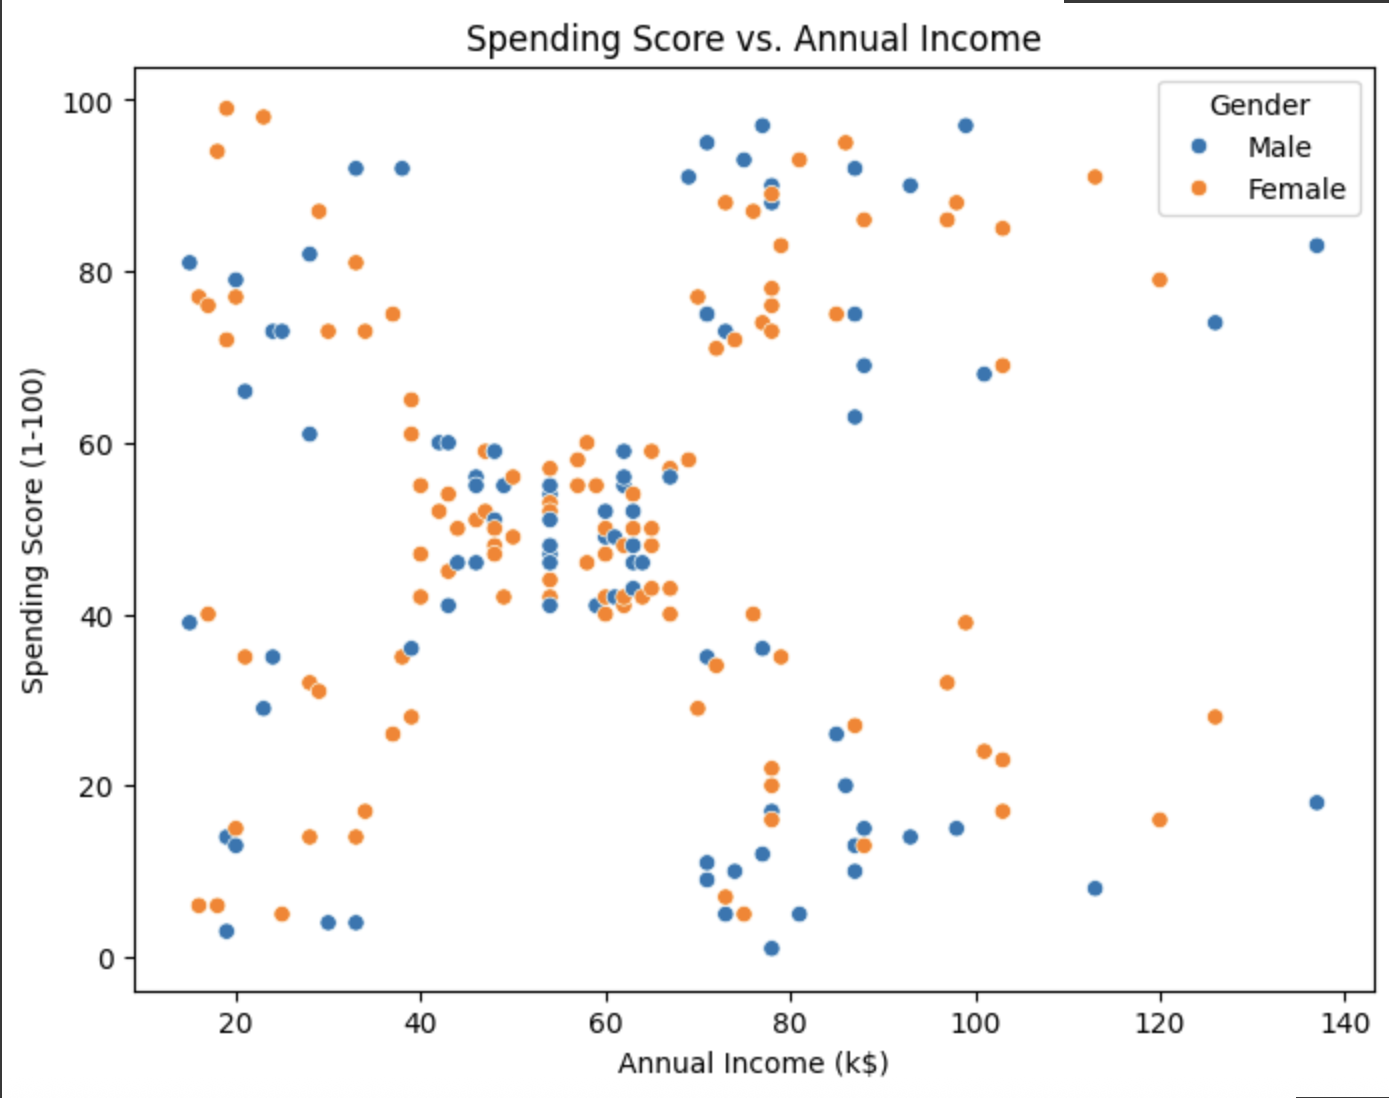 Spending Score vs. Annual Income
Gender
Male
Female
Spending Score (1-100)
100
80
60
40
20
0
20 40 60 80 100 120 140
Annual Income (k$)